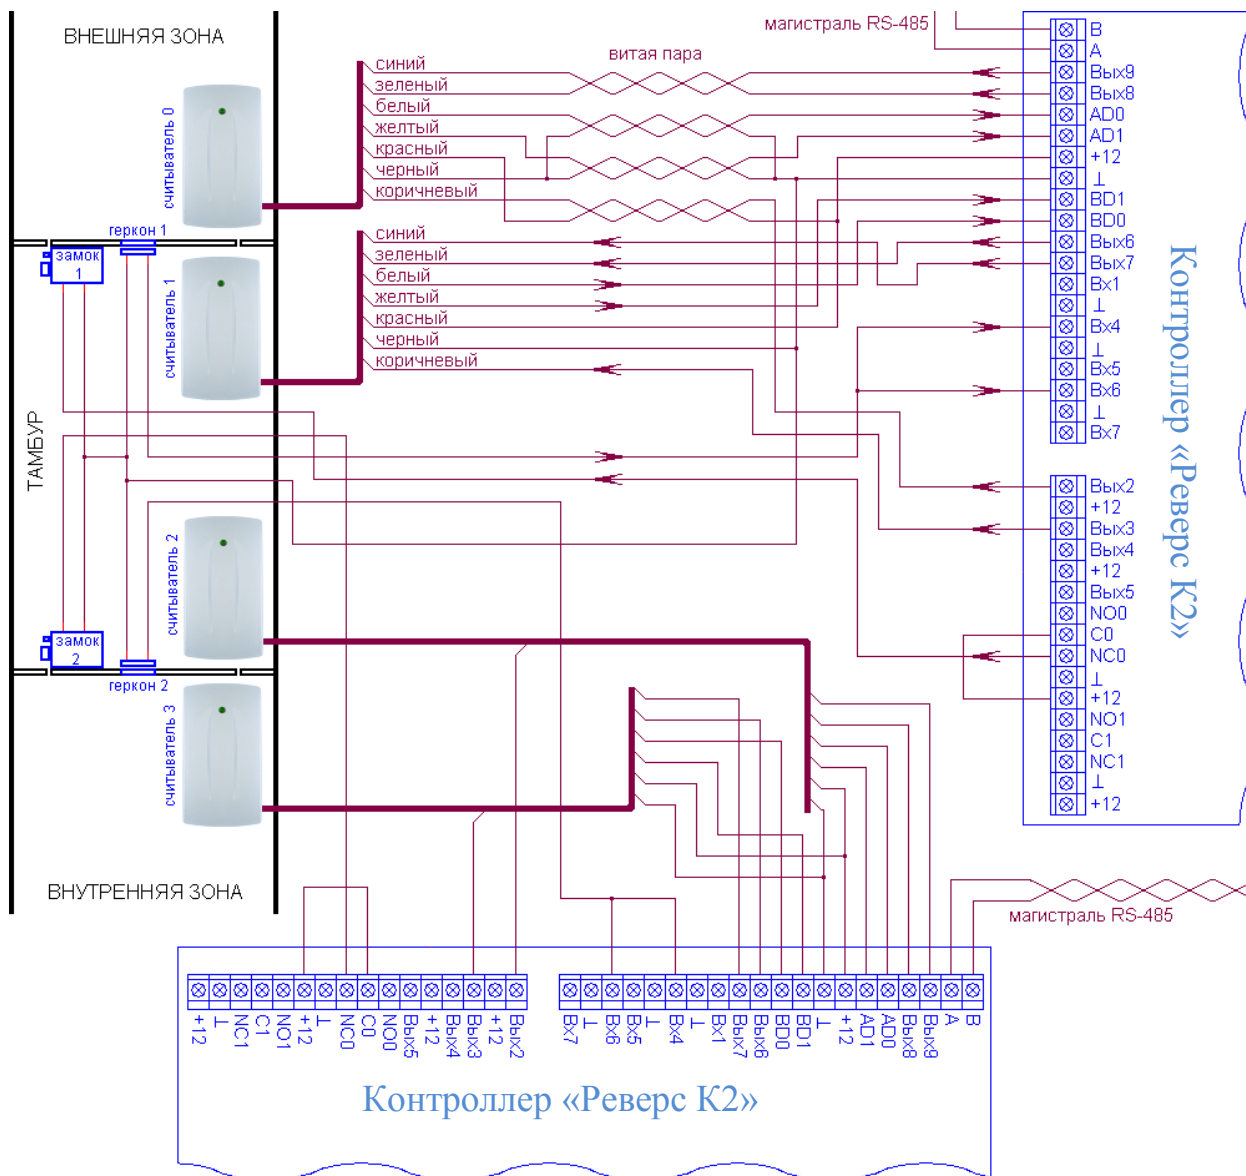 ВНЕШНЯЯ ЗОНА
считыватель 0
геркон 1
замок
1
считыватель 1
ТАМБУР
считыватель 2
замок
2
геркон 2
считыватель 3
ВНУТРЕННЯЯ ЗОНА
магистраль RS-485
витая пара
синий
зеленый
белый
желтый
красный
черный
коричневый
синий
зеленый
белый
желтый
красный
черный
коричневый
B
A
Вых9
Вых8
AD0
AD1
+12
⊥
BD1
BD0
Вых6
Вых7
Вх1
⊥
Вх4
⊥
Вх5
Вх6
⊥
Вх7
Вых2
+12
Вых3
Вых4
+12
Вых5
NO0
C0
NC0
⊥
+12
NO1
C1
NC1
⊥
+12
Контроллер «Реверс К2»
магистраль RS-485
+12
⊥
NC1
C1
NO1
+12
⊥
NC0
C0
NO0
Вых5
+12
Вых4
Вых3
+12
Вых2
Вх7
⊥
Вх6
Вх5
⊥
Вх4
⊥
Вх1
Вых7
Вых6
BD0
BD1
⊥
+12
AD1
AD0
Вых8
Вых9
A
B
Контроллер «Реверс К2»